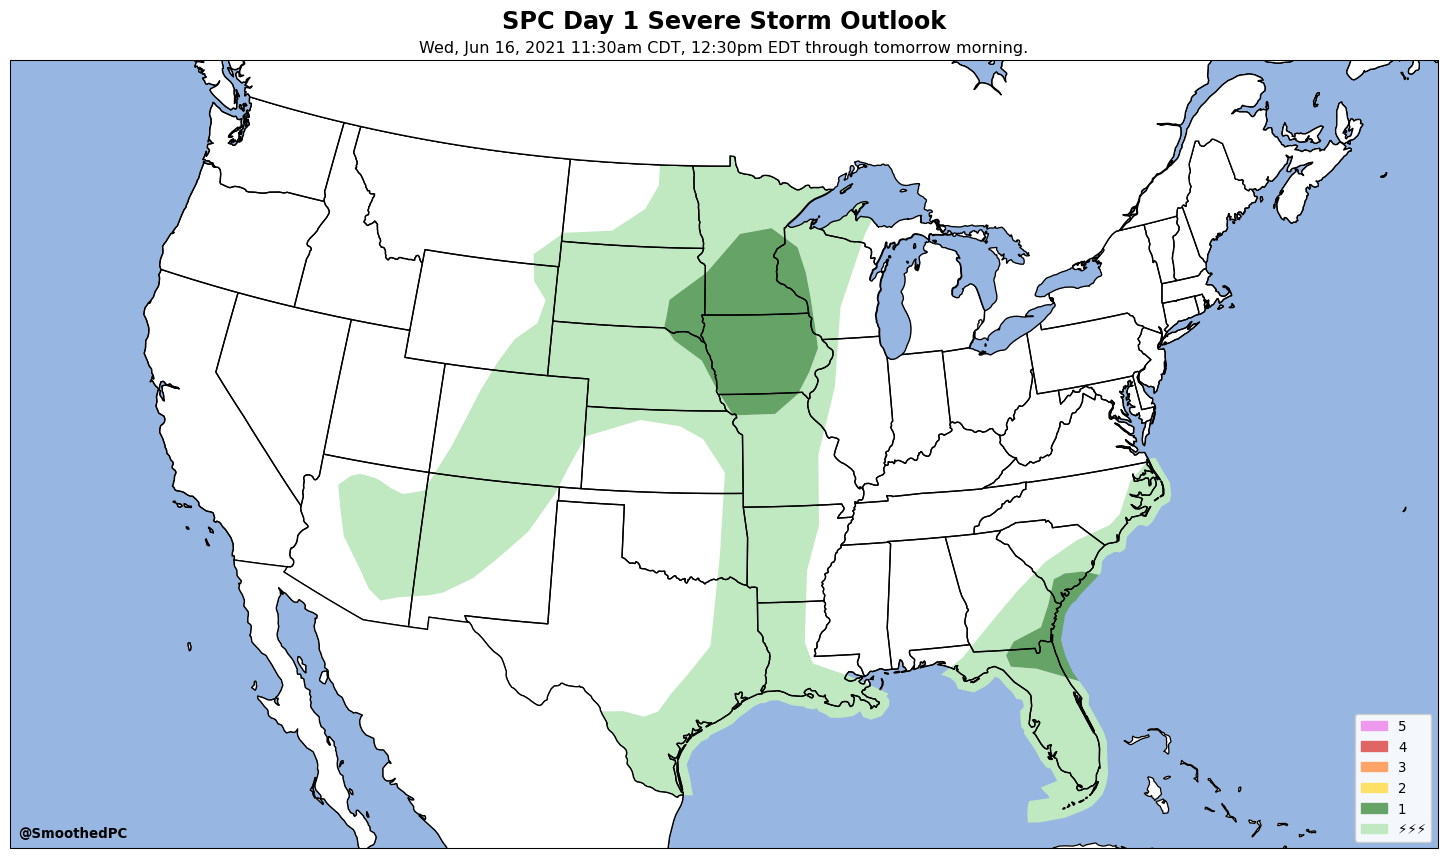 SPC Day 1 Severe Storm Outlook
Wed, Jun 16, 2021 11:30am CDT, 12:30pm EDT through tomorrow morning.
5
4
3
2
1
⚡⚡⚡
@SmoothedPC